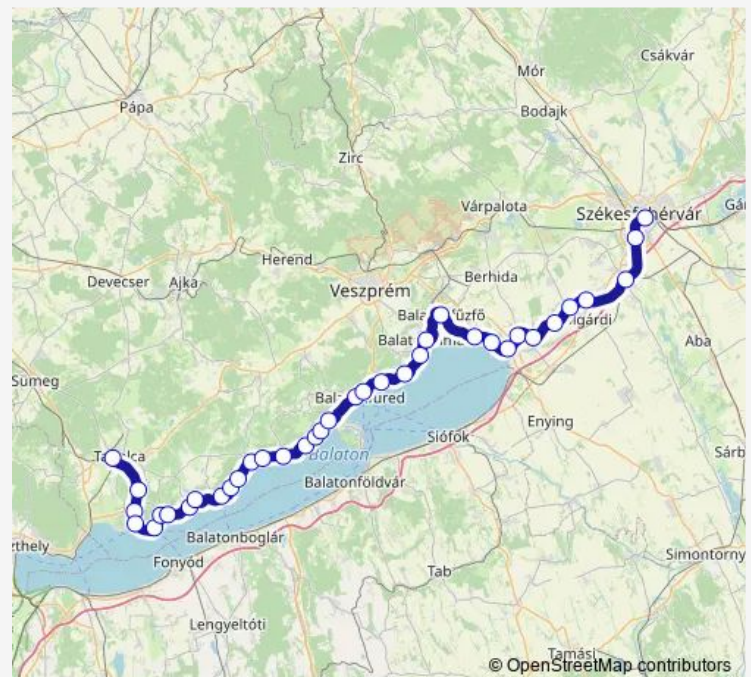 Csákvár
Mór
Pápa
Bodajk
Zirc
Várpalota
Székesfehérvár
Herend
Berhida
Devecser
Ajka
Veszprém
Aba
Enying
Siófok
Balaton
Balatonföldvár
Balatonboglár
Simontorny
Fonyód
Tab
Lengyeltóti
Tamási
© OpenStreetMap contributors